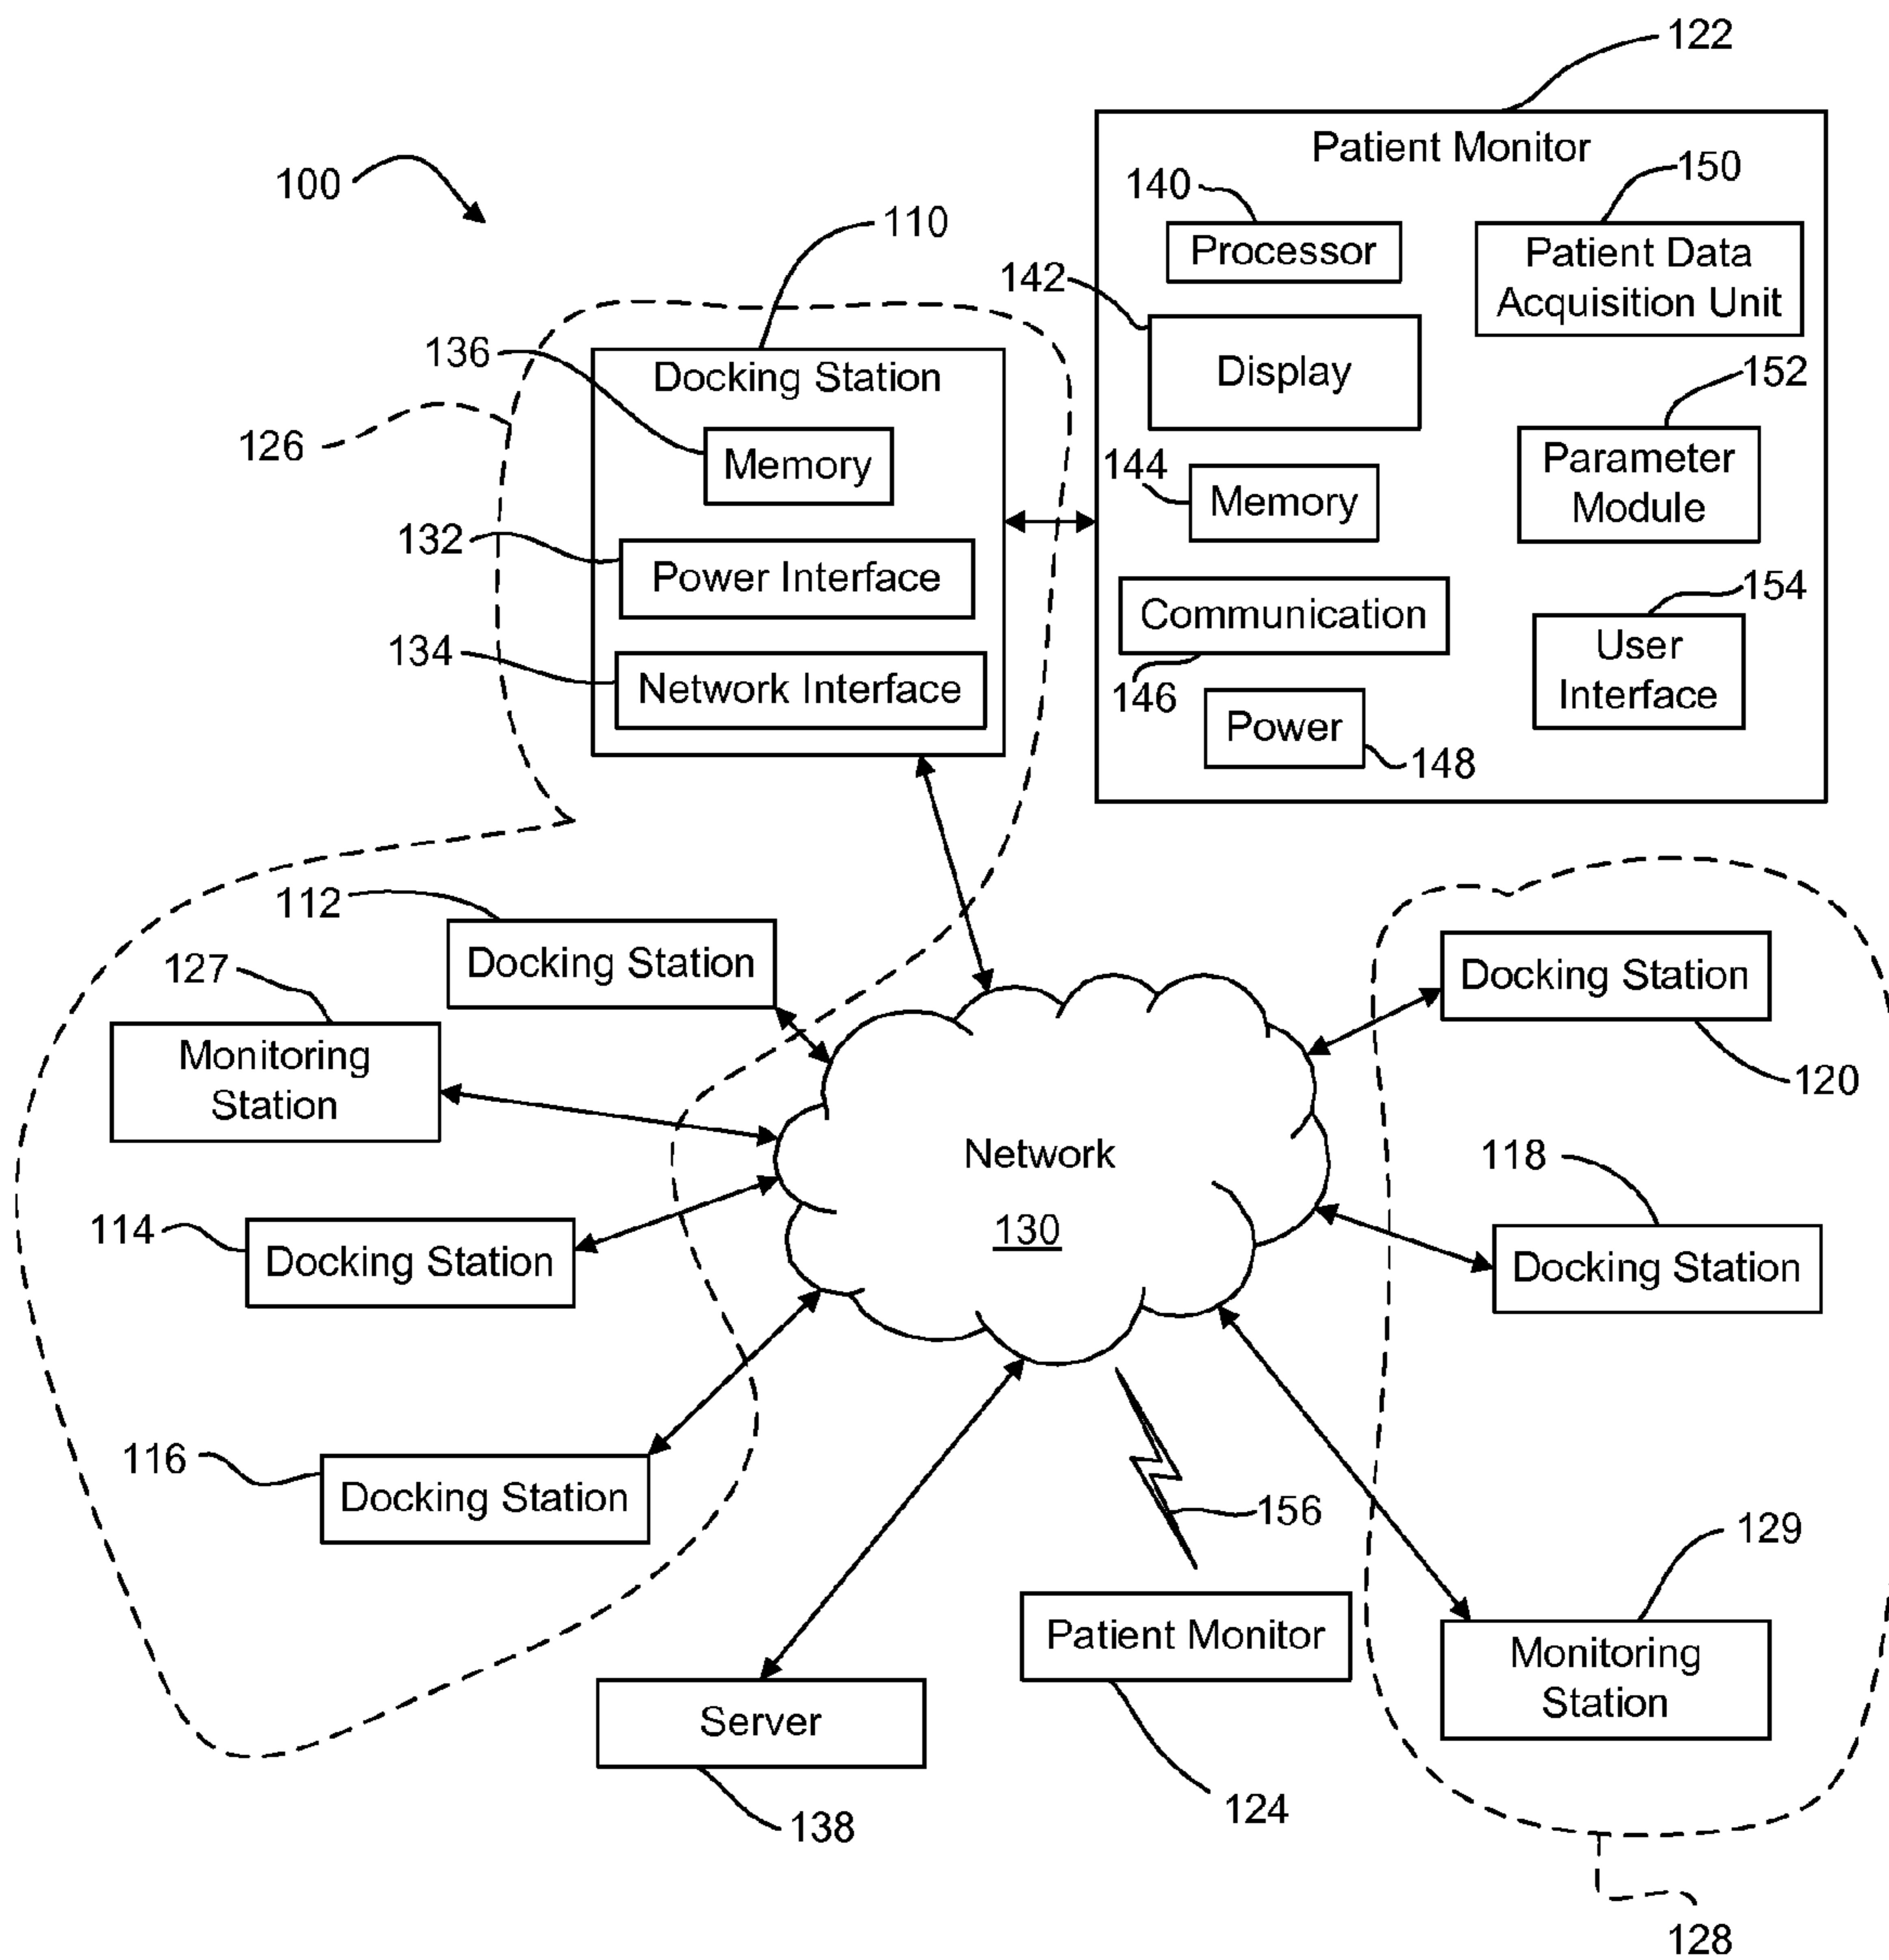 122
Patient Monitor
100
140
150
110
Processor
Patient Data
Acquisition Unit
142
136
Docking Station
Display
152
126
Memory
144
Memory
Parameter
Module
132
Power Interface
Communication
154
134
Network Interface
146
User
Interface
Power
148
112
Docking Station
127
Docking Station
Monitoring
Station
120
Network
118
114
130
Docking Station
Docking Station
116
Docking Station
156
129
Patient Monitor
Monitoring
Station
Server
124
138
128